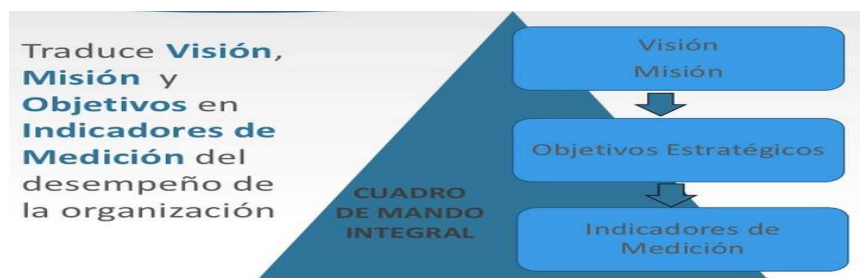 Traduce Visión,
Misión y
Objetivos en
Indicadores de
Medición del
desempeño de
la organización
CUADRO
DE MANDO
INTEGRAL
Visión
Misión
Objetivos Estratégicos
Indicadores de
Medición